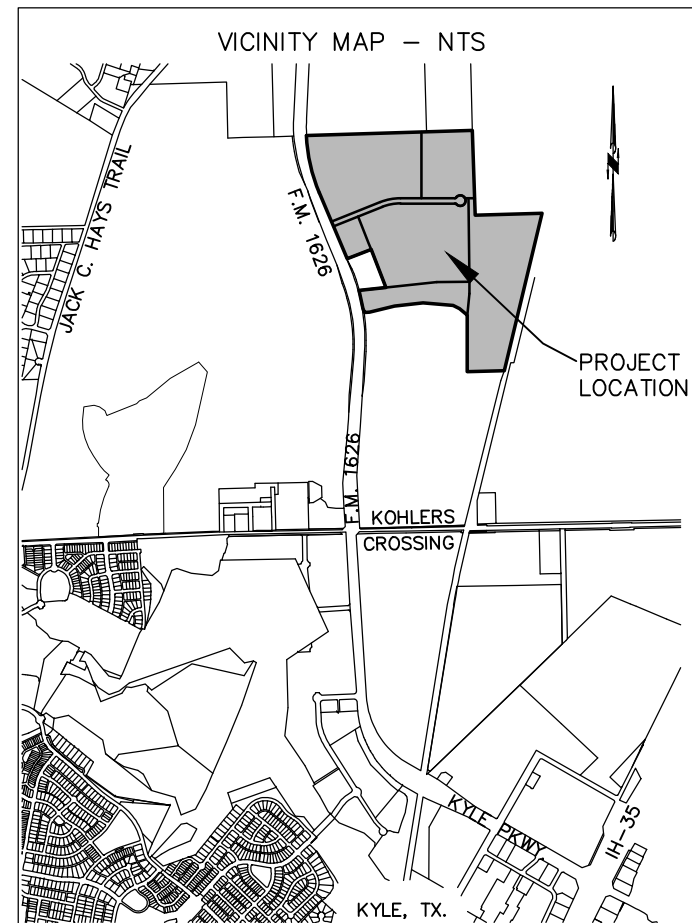 VICINITY MAP – NTS
JACK C. HAYS TRAIL
F.M. 1626
N
PROJECT
LOCATION
F.M. 1626
KOHLERS
CROSSING
KYLE PKWY
IH-35
KYLE, TX.